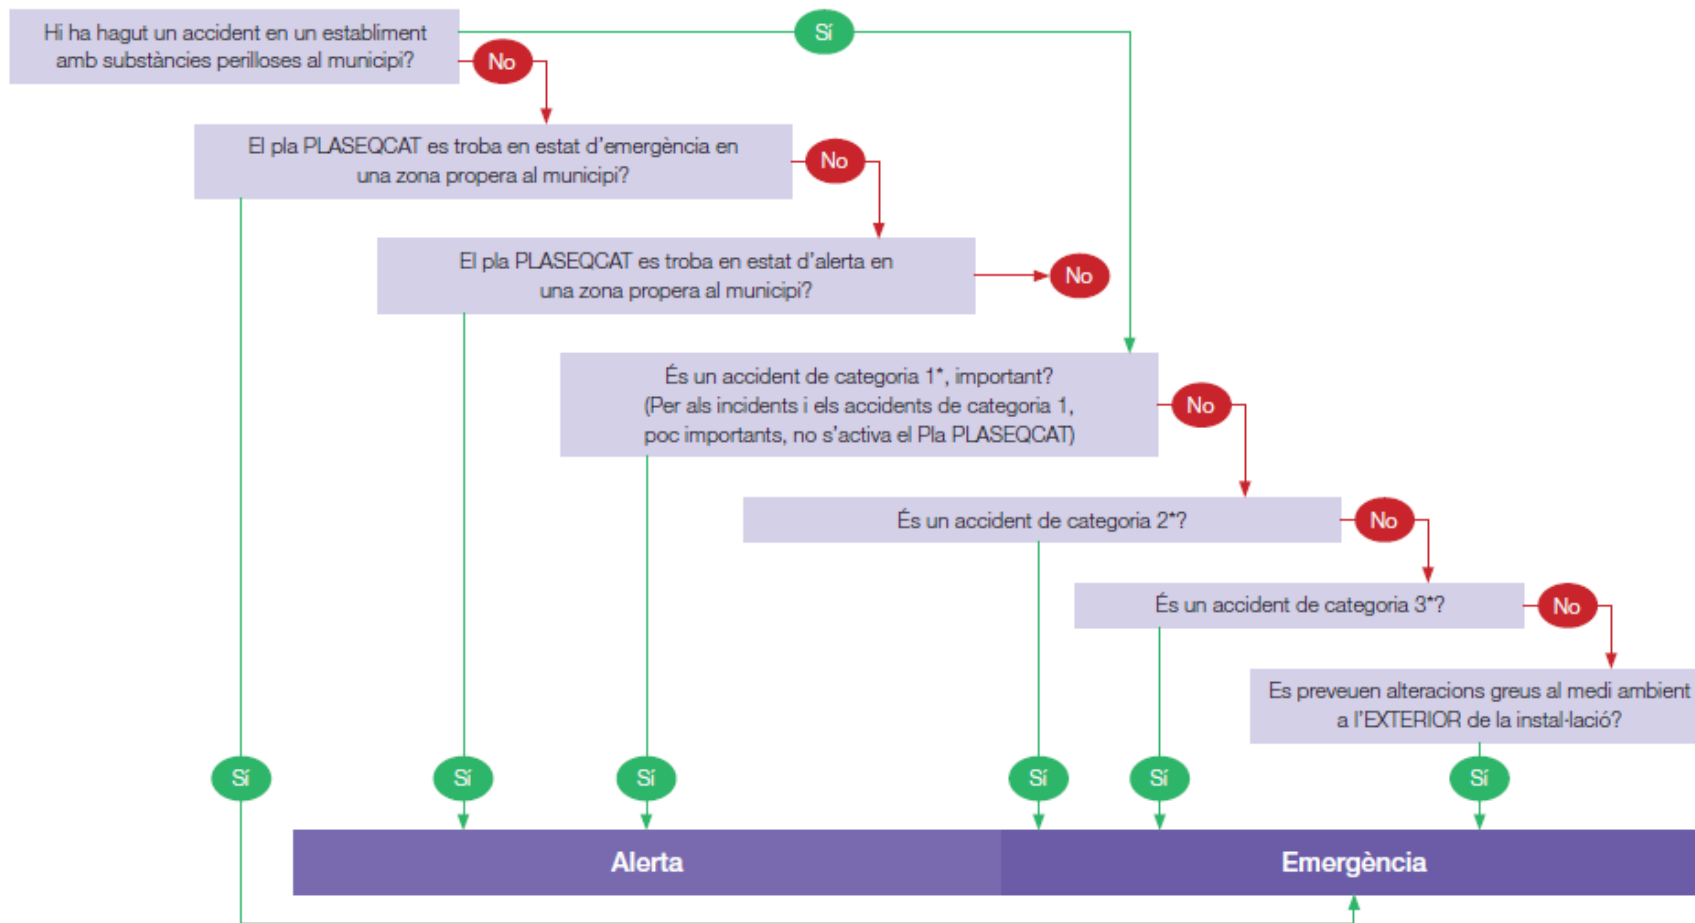 Hi ha hagut un accident en un establiment
amb substàncies perilloses al municipi?
Sí
No
El pla PLASEQCAT es troba en estat d'emergència en
una zona propera al municipi?
No
El pla PLASEQCAT es troba en estat d'alerta en
una zona propera al municipi?
No
És un accident de categoria 1*, important?
(Per als incidents i els accidents de categoria 1,
poc importants, no s'activa el Pla PLASEQCAT)
No
És un accident de categoria 2*?
No
És un accident de categoria 3*?
No
Es preveuen alteracions greus al medi ambient
a l'EXTERIOR de la instal·lació?
Sí
Sí
Sí
Sí
Sí
Sí
Alerta
Emergència